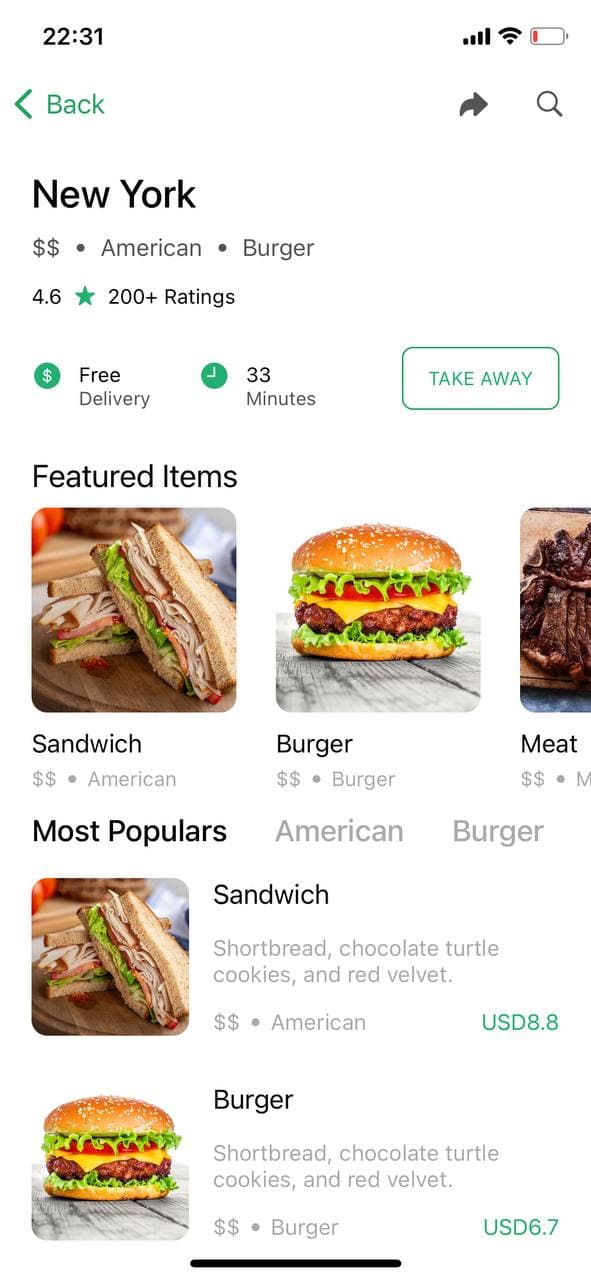 22:31
Back
New York
$$ • American • Burger
4.6 ★ 200+ Ratings
$ Free
Delivery
33
Minutes
TAKE AWAY
Featured Items
Sandwich
$$ • American
Burger
$$ • Burger
Meat
$$ • M
Most Populars
American
Burger
Sandwich
Shortbread, chocolate turtle
cookies, and red velvet.
$$ • American
USD8.8
Burger
Shortbread, chocolate turtle
cookies, and red velvet.
$$ • Burger
USD6.7